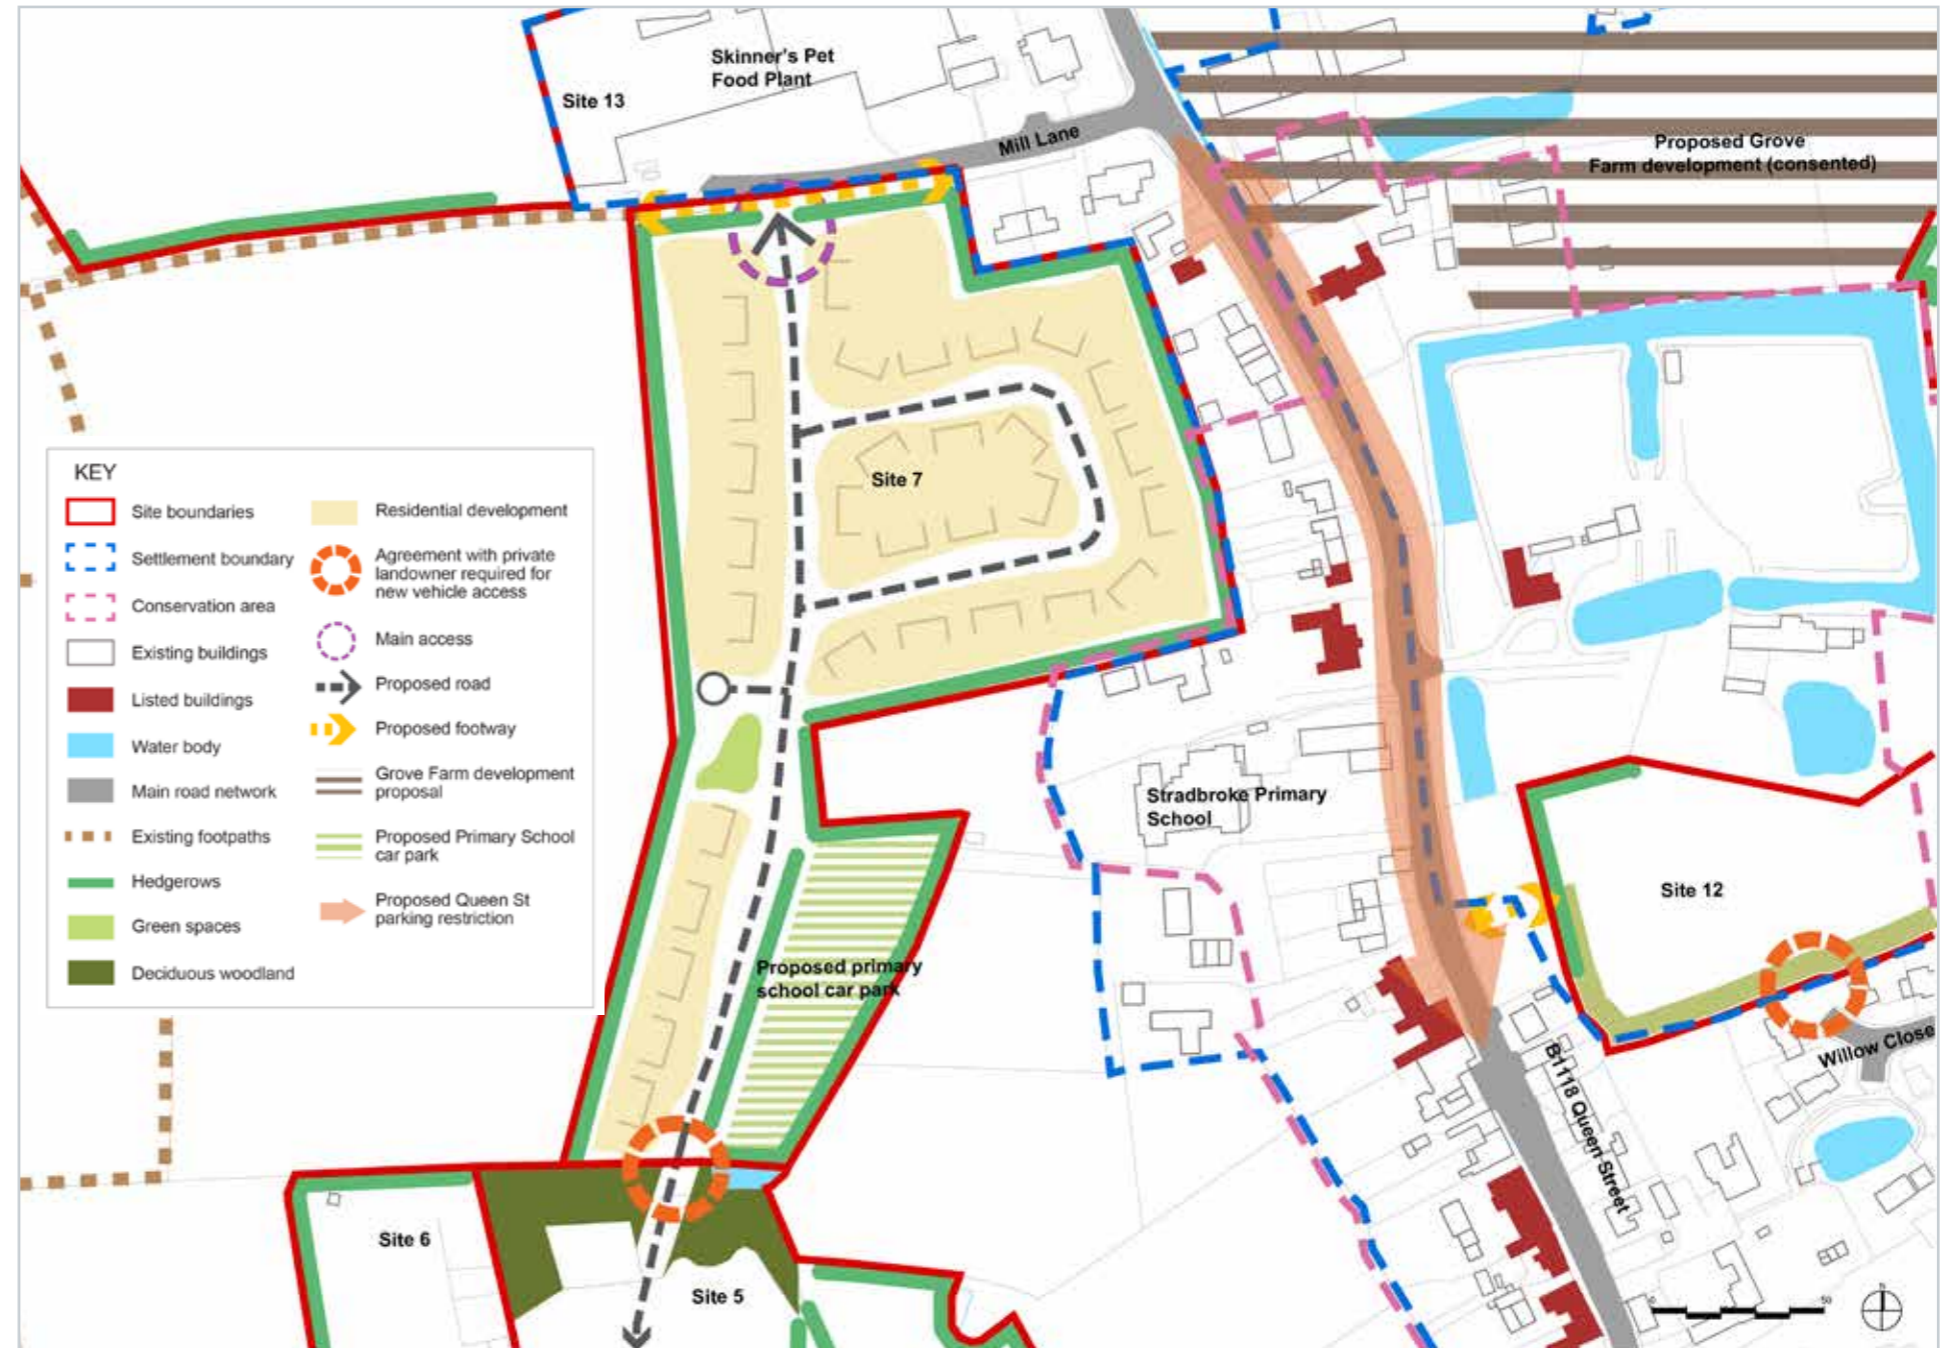 Skinner's Pet
Food Plant
Site 13
Mill Lane
Proposed Grove
Farm development (consented)
Site 7
KEY
Site boundaries
Settlement boundary
Conservation area
Existing buildings
Listed buildings
Water body
Main road network
Existing footpaths
Hedgerows
Green spaces
Deciduous woodland
Residential development
Agreement with private
landowner required for
new vehicle access
Main access
Proposed road
Proposed footway
Grove Farm development
proposal
Proposed Primary School
car park
Proposed Queen St
parking restriction
Stradbroke Primary
School
Site 12
Proposed primary
school car park
Willow Close
B1118 Queen Street
Site 6
Site 5
0
50
N